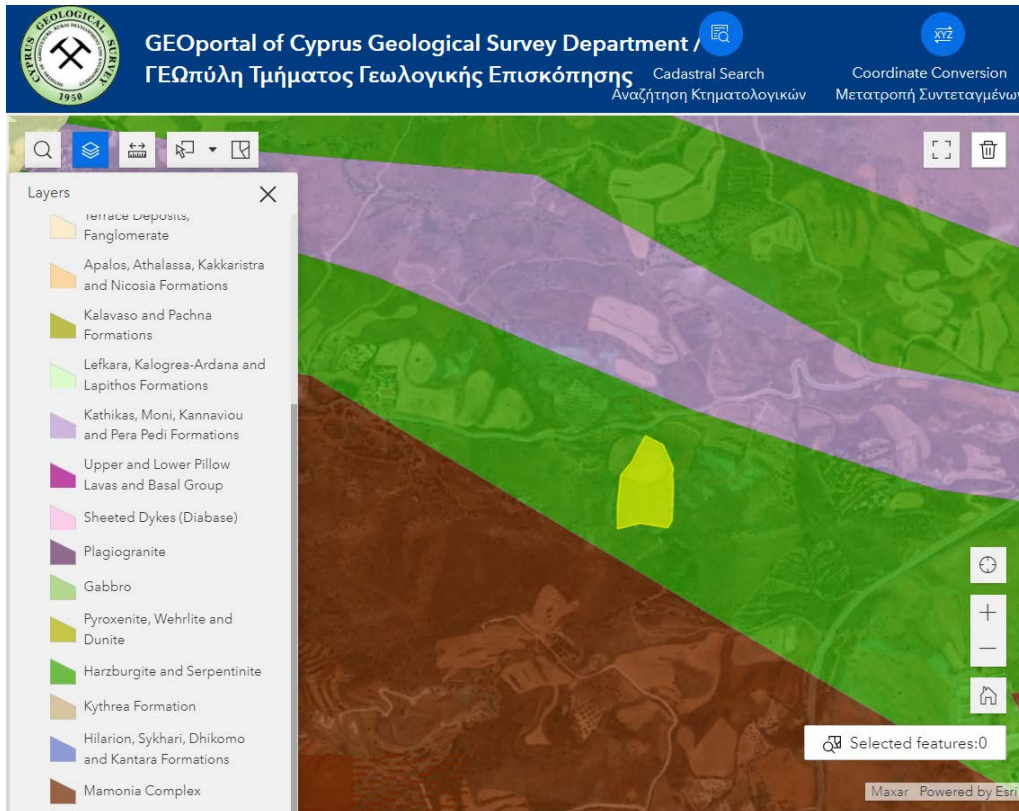 CYPRUS GEOLOGICAL SURVEY
1950
GEOportal of Cyprus Geological Survey Department /
ΓΕΩπύλη Τμήματος Γεωλογικής Επισκόπησης
Cadastral Search
Αναζήτηση Κτηματολογικών
XYZ
Coordinate Conversion
Μετατροπή Συντεταγμένων
Layers
Terrace Deposits,
Fanglomerate
Apalos, Athalassa, Kakkaristra
and Nicosia Formations
Kalavaso and Pachna
Formations
Lefkara, Kalogrea-Ardana and
Lapithos Formations
Kathikas, Moni, Kannaviou
and Pera Pedi Formations
Upper and Lower Pillow
Lavas and Basal Group
Sheeted Dykes (Diabase)
Plagiogranite
Gabbro
Pyroxenite, Wehrlite and
Dunite
Harzburgite and Serpentinite
Kythrea Formation
Hilarion, Sykhari, Dhikomo
and Kantara Formations
Mamonia Complex
Selected features:0
Maxar Powered by Esri